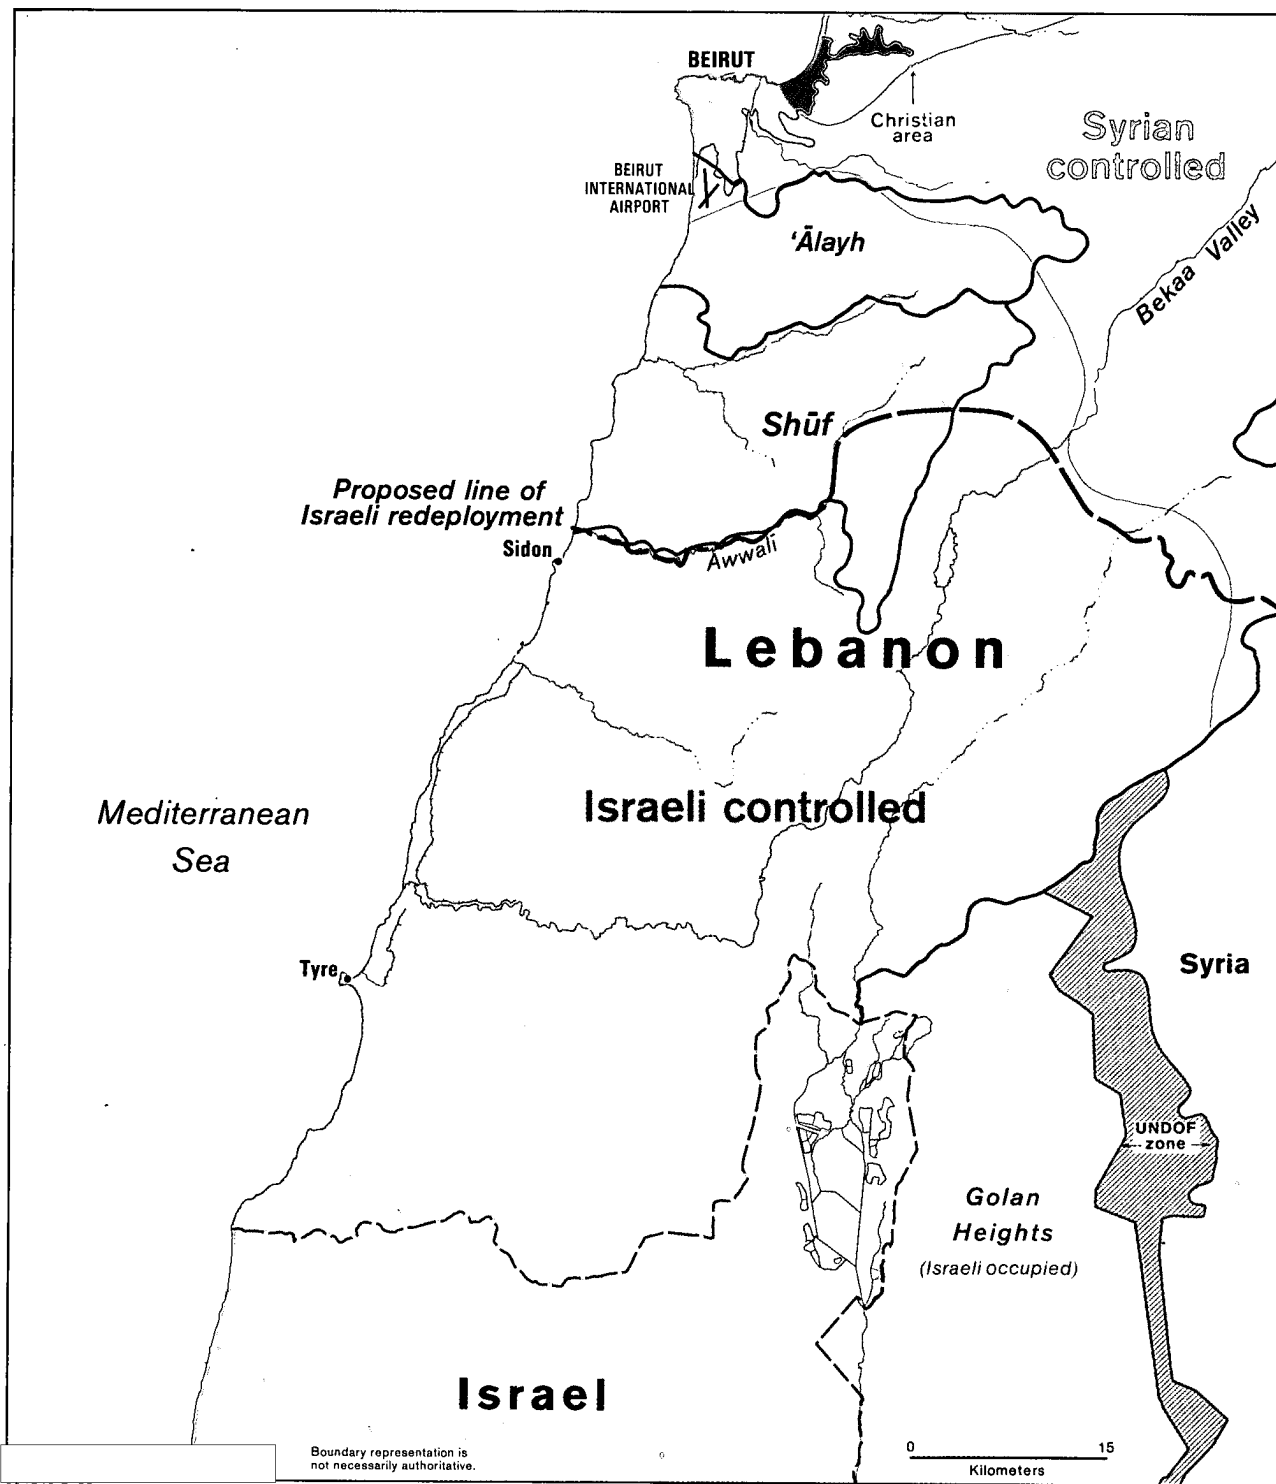 BEIRUT
Christian
area
Syrian
controlled
BEIRUT
INTERNATIONAL
AIRPORT
'Ālayh
Bekaa Valley
Shūf
Proposed line of
Israeli redeployment
Sidon
Awwali
Lebanon
Mediterranean
Sea
Israeli controlled
Tyre
Syria
UNDOF
zone
Golan
Heights
(Israeli occupied)
Israel
Boundary representation is
not necessarily authoritative.
0 15
Kilometers